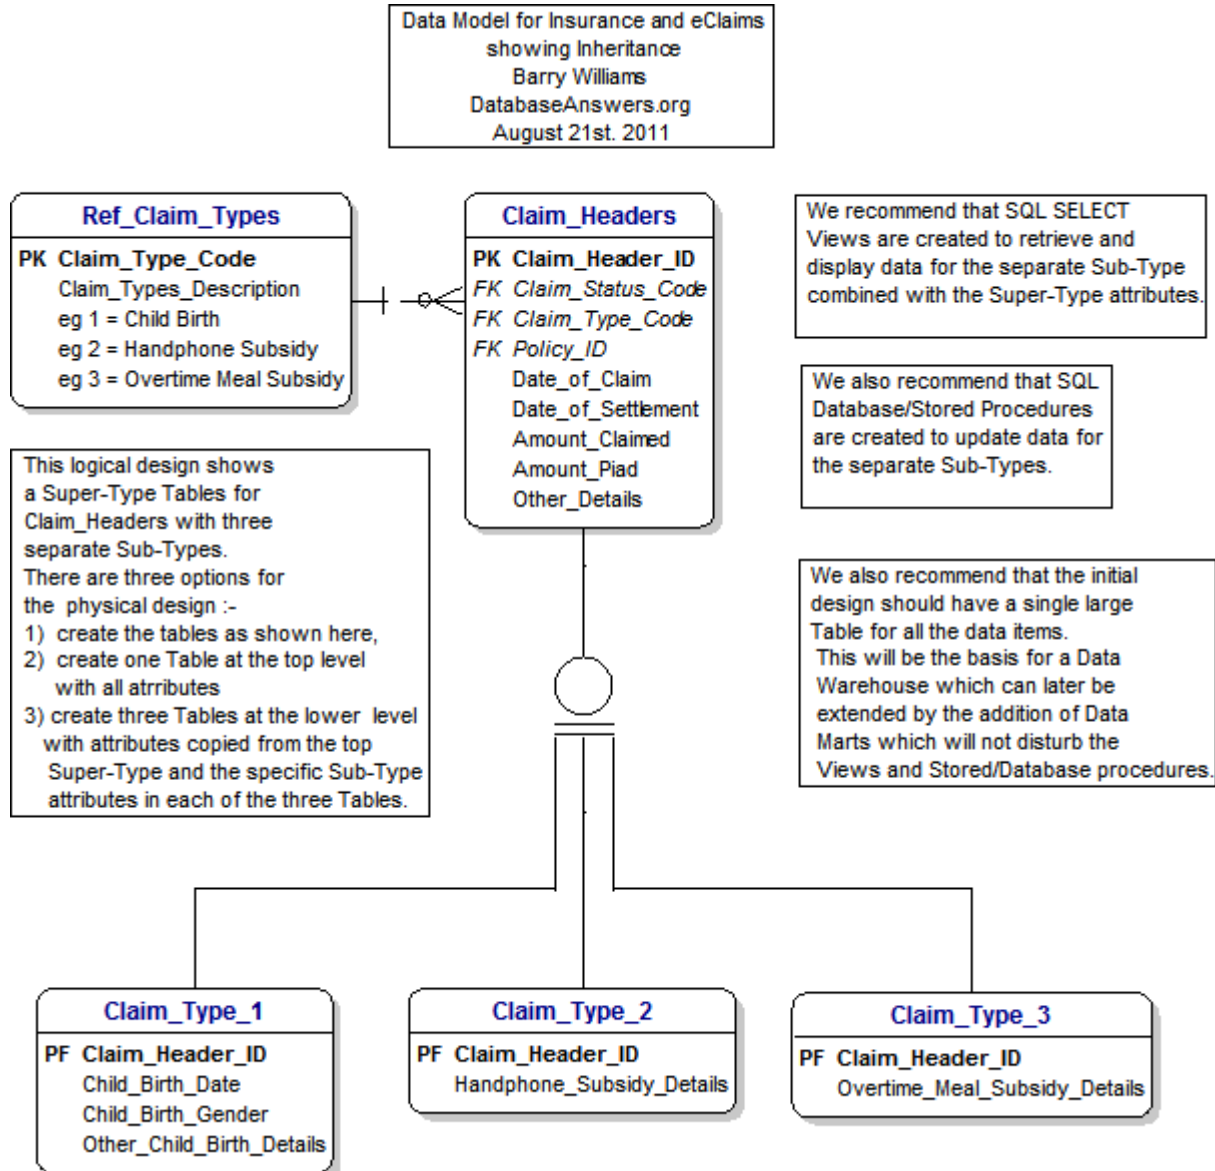 Data Model for Insurance and eClaims
showing Inheritance
Barry Williams
DatabaseAnswers.org
August 21st. 2011
Ref_Claim_Types
PK Claim_Type_Code
Claim_Types_Description
eg 1 = Child Birth
eg 2 = Handphone Subsidy
eg 3 = Overtime Meal Subsidy
Claim_Headers
PK Claim_Header_ID
FK Claim_Status_Code
FK Claim_Type_Code
FK Policy_ID
Date_of_Claim
Date_of_Settlement
Amount_Claimed
Amount_Piad
Other_Details
We recommend that SQL SELECT
Views are created to retrieve and
display data for the separate Sub-Type
combined with the Super-Type attributes.
We also recommend that SQL
Database/Stored Procedures
are created to update data for
the separate Sub-Types.
This logical design shows
a Super-Type Tables for
Claim_Headers with three
separate Sub-Types.
There are three options for
the physical design :-
1) create the tables as shown here,
2) create one Table at the top level
with all atrributes
3) create three Tables at the lower level
with attributes copied from the top
Super-Type and the specific Sub-Type
attributes in each of the three Tables.
We also recommend that the initial
design should have a single large
Table for all the data items.
This will be the basis for a Data
Warehouse which can later be
extended by the addition of Data
Marts which will not disturb the
Views and Stored/Database procedures.
Claim_Type_1
PF Claim_Header_ID
Child_Birth_Date
Child_Birth_Gender
Other_Child_Birth_Details
Claim_Type_2
PF Claim_Header_ID
Handphone_Subsidy_Details
Claim_Type_3
PF Claim_Header_ID
Overtime_Meal_Subsidy_Details